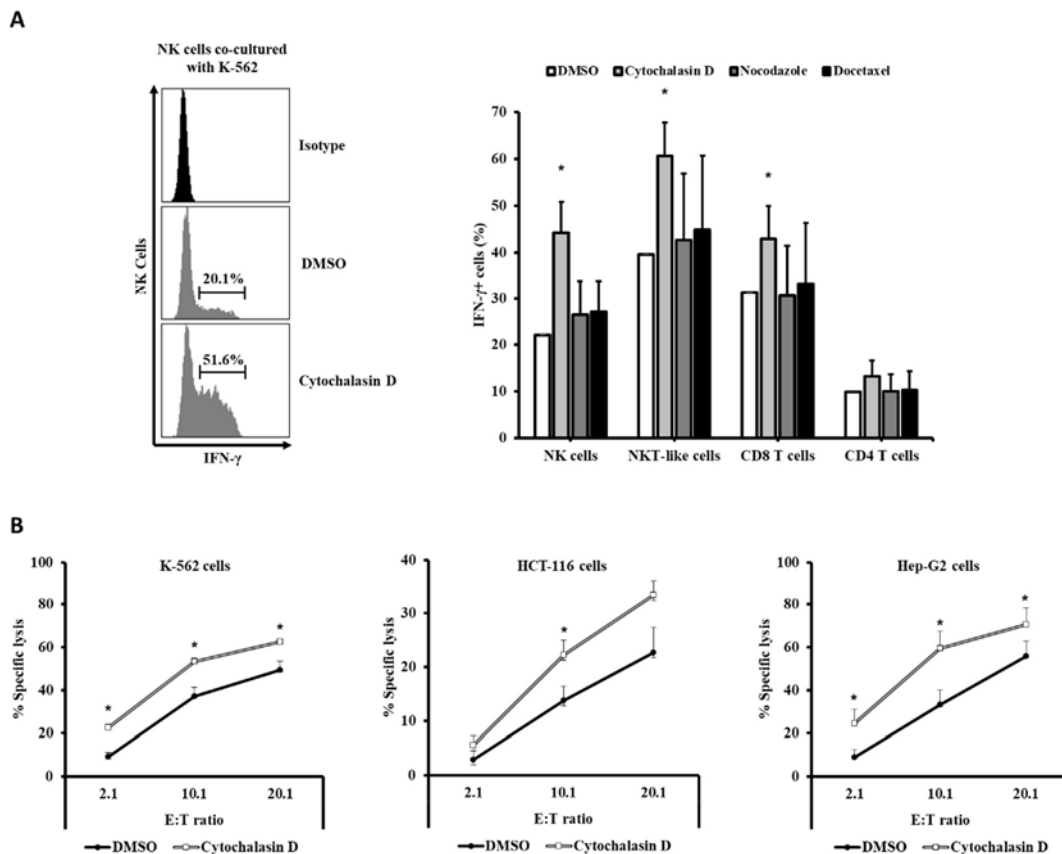 A
NK cells co-cultured
with K-562
Isotype
DMSO
20.1%
Cytochalasin D
51.6%
NK Cells
IFN-γ
DMSO Cytochalasin D Nocodazole Docetaxel
IFN-γ+ cells (%)
70
60
50
40
30
20
10
0
* * *
NK cells NKT-like cells CD8 T cells CD4 T cells
B
K-562 cells
% Specific lysis
100
80
60
40
20
0
* * *
2.1 10.1 20.1
E:T ratio
DMSO Cytochalasin D
HCT-116 cells
% Specific lysis
40
30
20
10
0
*
2.1 10.1 20.1
E:T ratio
DMSO Cytochalasin D
Hep-G2 cells
% Specific lysis
100
80
60
40
20
0
* * *
2.1 10.1 20.1
E:T ratio
DMSO Cytochalasin D